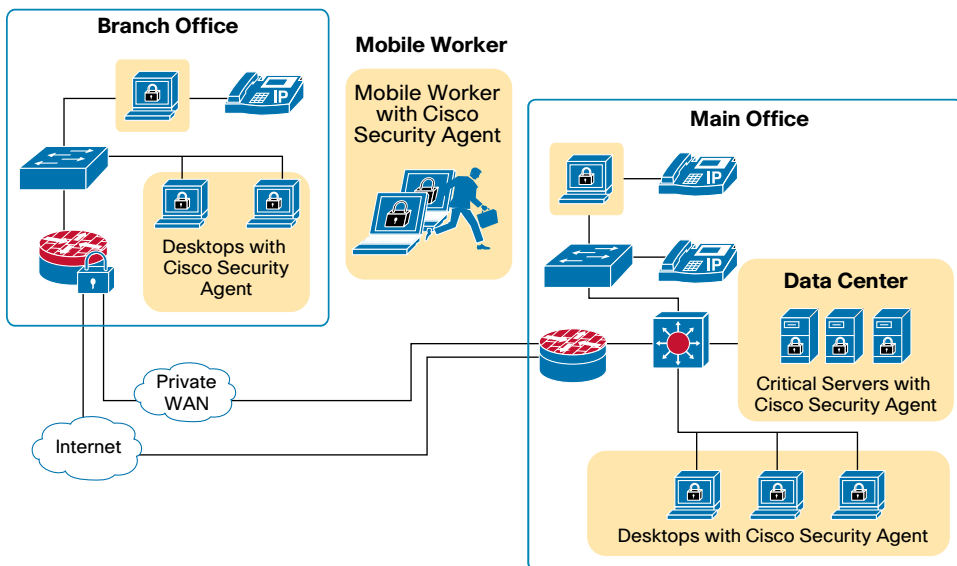 Branch Office
IP
Desktops with
Cisco Security
Agent
Mobile Worker
Mobile Worker
with Cisco
Security Agent
Main Office
IP
IP
Data Center
Critical Servers with
Cisco Security Agent
Private
WAN
Internet
Desktops with Cisco Security Agent